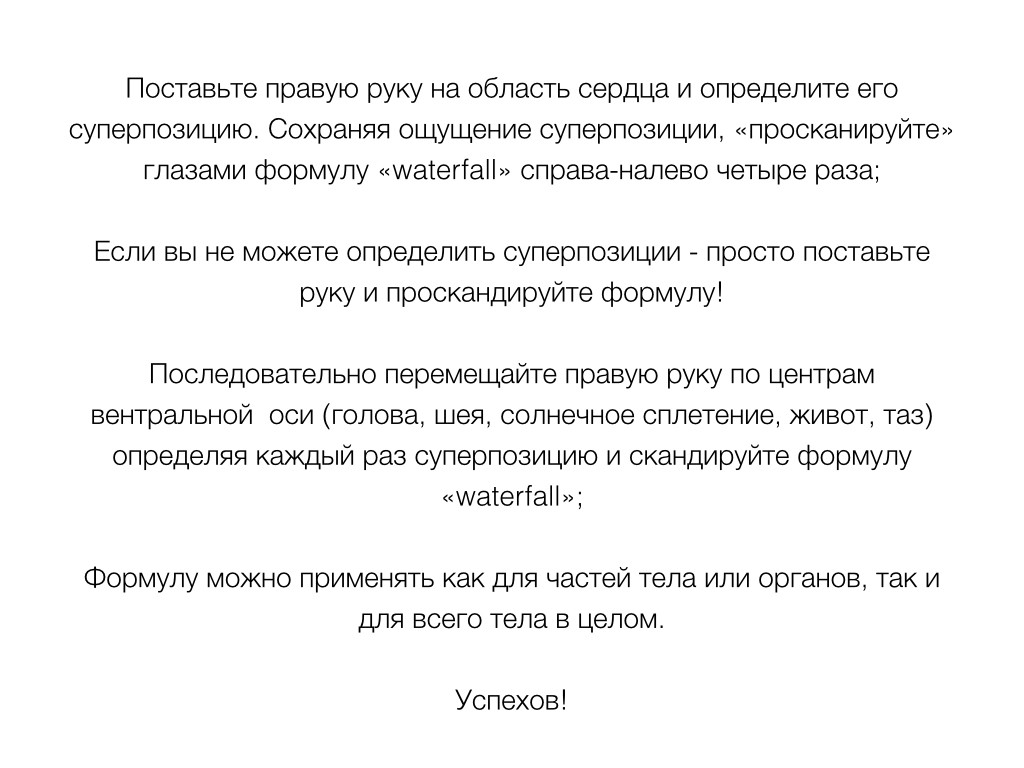 Поставьте правую руку на область сердца и определите его
суперпозицию. Сохраняя ощущение суперпозиции, «просканируйте»
глазами формулу «waterfall» справа-налево четыре раза;
Если вы не можете определить суперпозиции - просто поставьте
руку и проскандируйте формулу!
Последовательно перемещайте правую руку по центрам
вентральной  оси (голова, шея, солнечное сплетение, живот, таз)
определяя каждый раз суперпозицию и скандируйте формулу
«waterfall»;
Формулу можно применять как для частей тела или органов, так и
для всего тела в целом.
Успехов!